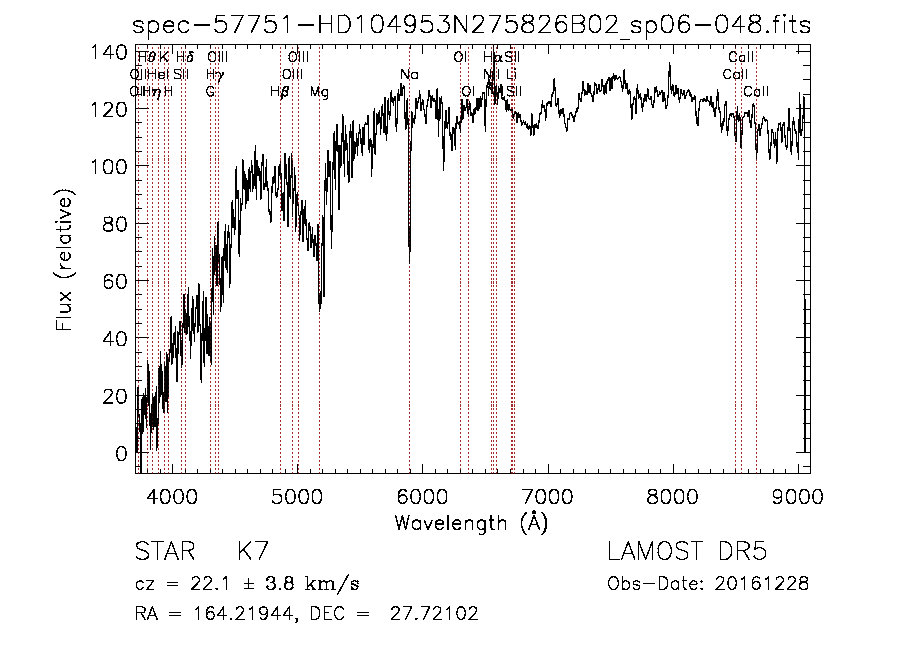 spec-57751-HD104953N275826B02_sp06-048.fits
Hθ K Hδ OIII OIII OI Hα SII CaII
OII HeI SII Hγ OIII Na NII Li CaII
OII Hη H G Hβ Mg OI NII SII CaII
140
120
100
80
60
40
20
0
Flux (relative)
4000 5000 6000 7000 8000 9000
Wavelength (Å)
STAR K7 LAMOST DR5
cz = 22.1 ± 3.8 km/s Obs-Date: 20161228
RA = 164.21944, DEC = 27.72102